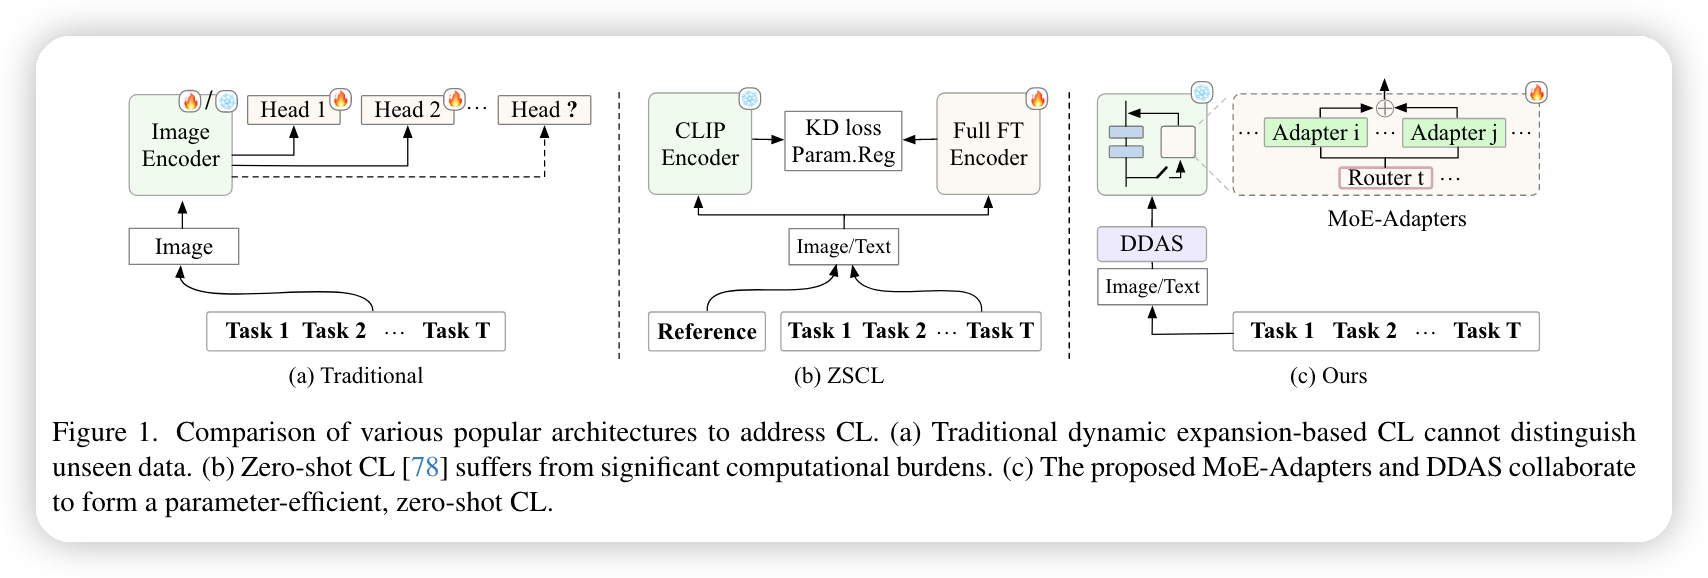 Image
Encoder
/
Head 1
Head 2
...
Head ?
Image
Task 1 Task 2 ... Task T
(a) Traditional
CLIP
Encoder
KD loss
Param.Reg
Full FT
Encoder
Image/Text
Reference
Task 1 Task 2 ... Task T
(b) ZSCL
... Adapter i ... Adapter j ...
Router t ...
MoE-Adapters
DDAS
Image/Text
Task 1 Task 2 ... Task T
(c) Ours
Figure 1. Comparison of various popular architectures to address CL. (a) Traditional dynamic expansion-based CL cannot distinguish
unseen data. (b) Zero-shot CL [78] suffers from significant computational burdens. (c) The proposed MoE-Adapters and DDAS collaborate
to form a parameter-efficient, zero-shot CL.